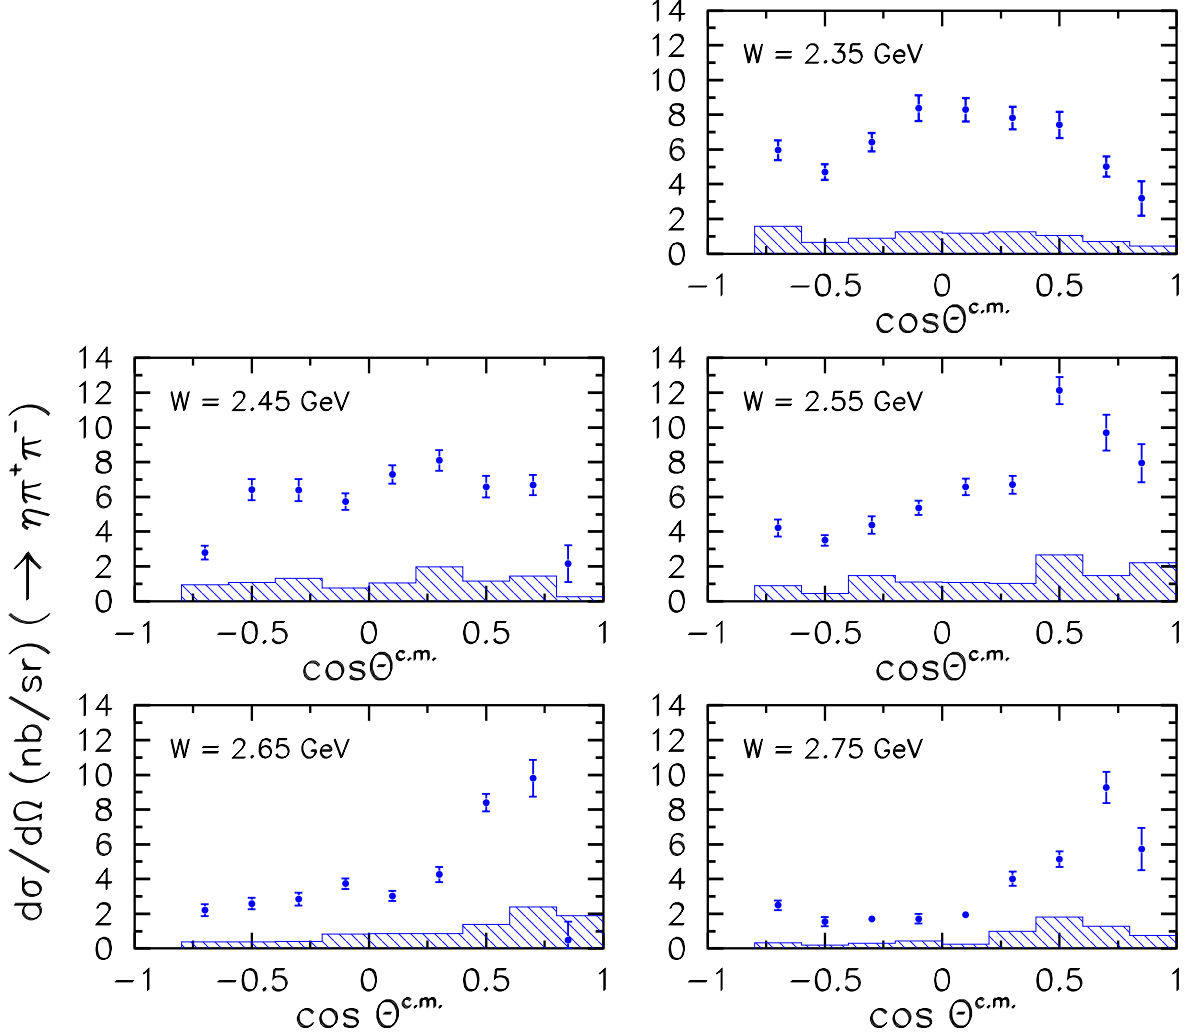 dσ/dΩ (nb/sr) ( → ηπ⁺π⁻)
W = 2.35 GeV
14
12
10
8
6
4
2
0
−1 −0.5 0 0.5 1
cosΘᶜ·ᵐ·
W = 2.45 GeV
14
12
10
8
6
4
2
0
−1 −0.5 0 0.5 1
cosΘᶜ·ᵐ·
W = 2.55 GeV
14
12
10
8
6
4
2
0
−1 −0.5 0 0.5 1
cosΘᶜ·ᵐ·
W = 2.65 GeV
14
12
10
8
6
4
2
0
−1 −0.5 0 0.5 1
cos Θᶜ·ᵐ·
W = 2.75 GeV
14
12
10
8
6
4
2
0
−1 −0.5 0 0.5 1
cos Θᶜ·ᵐ·